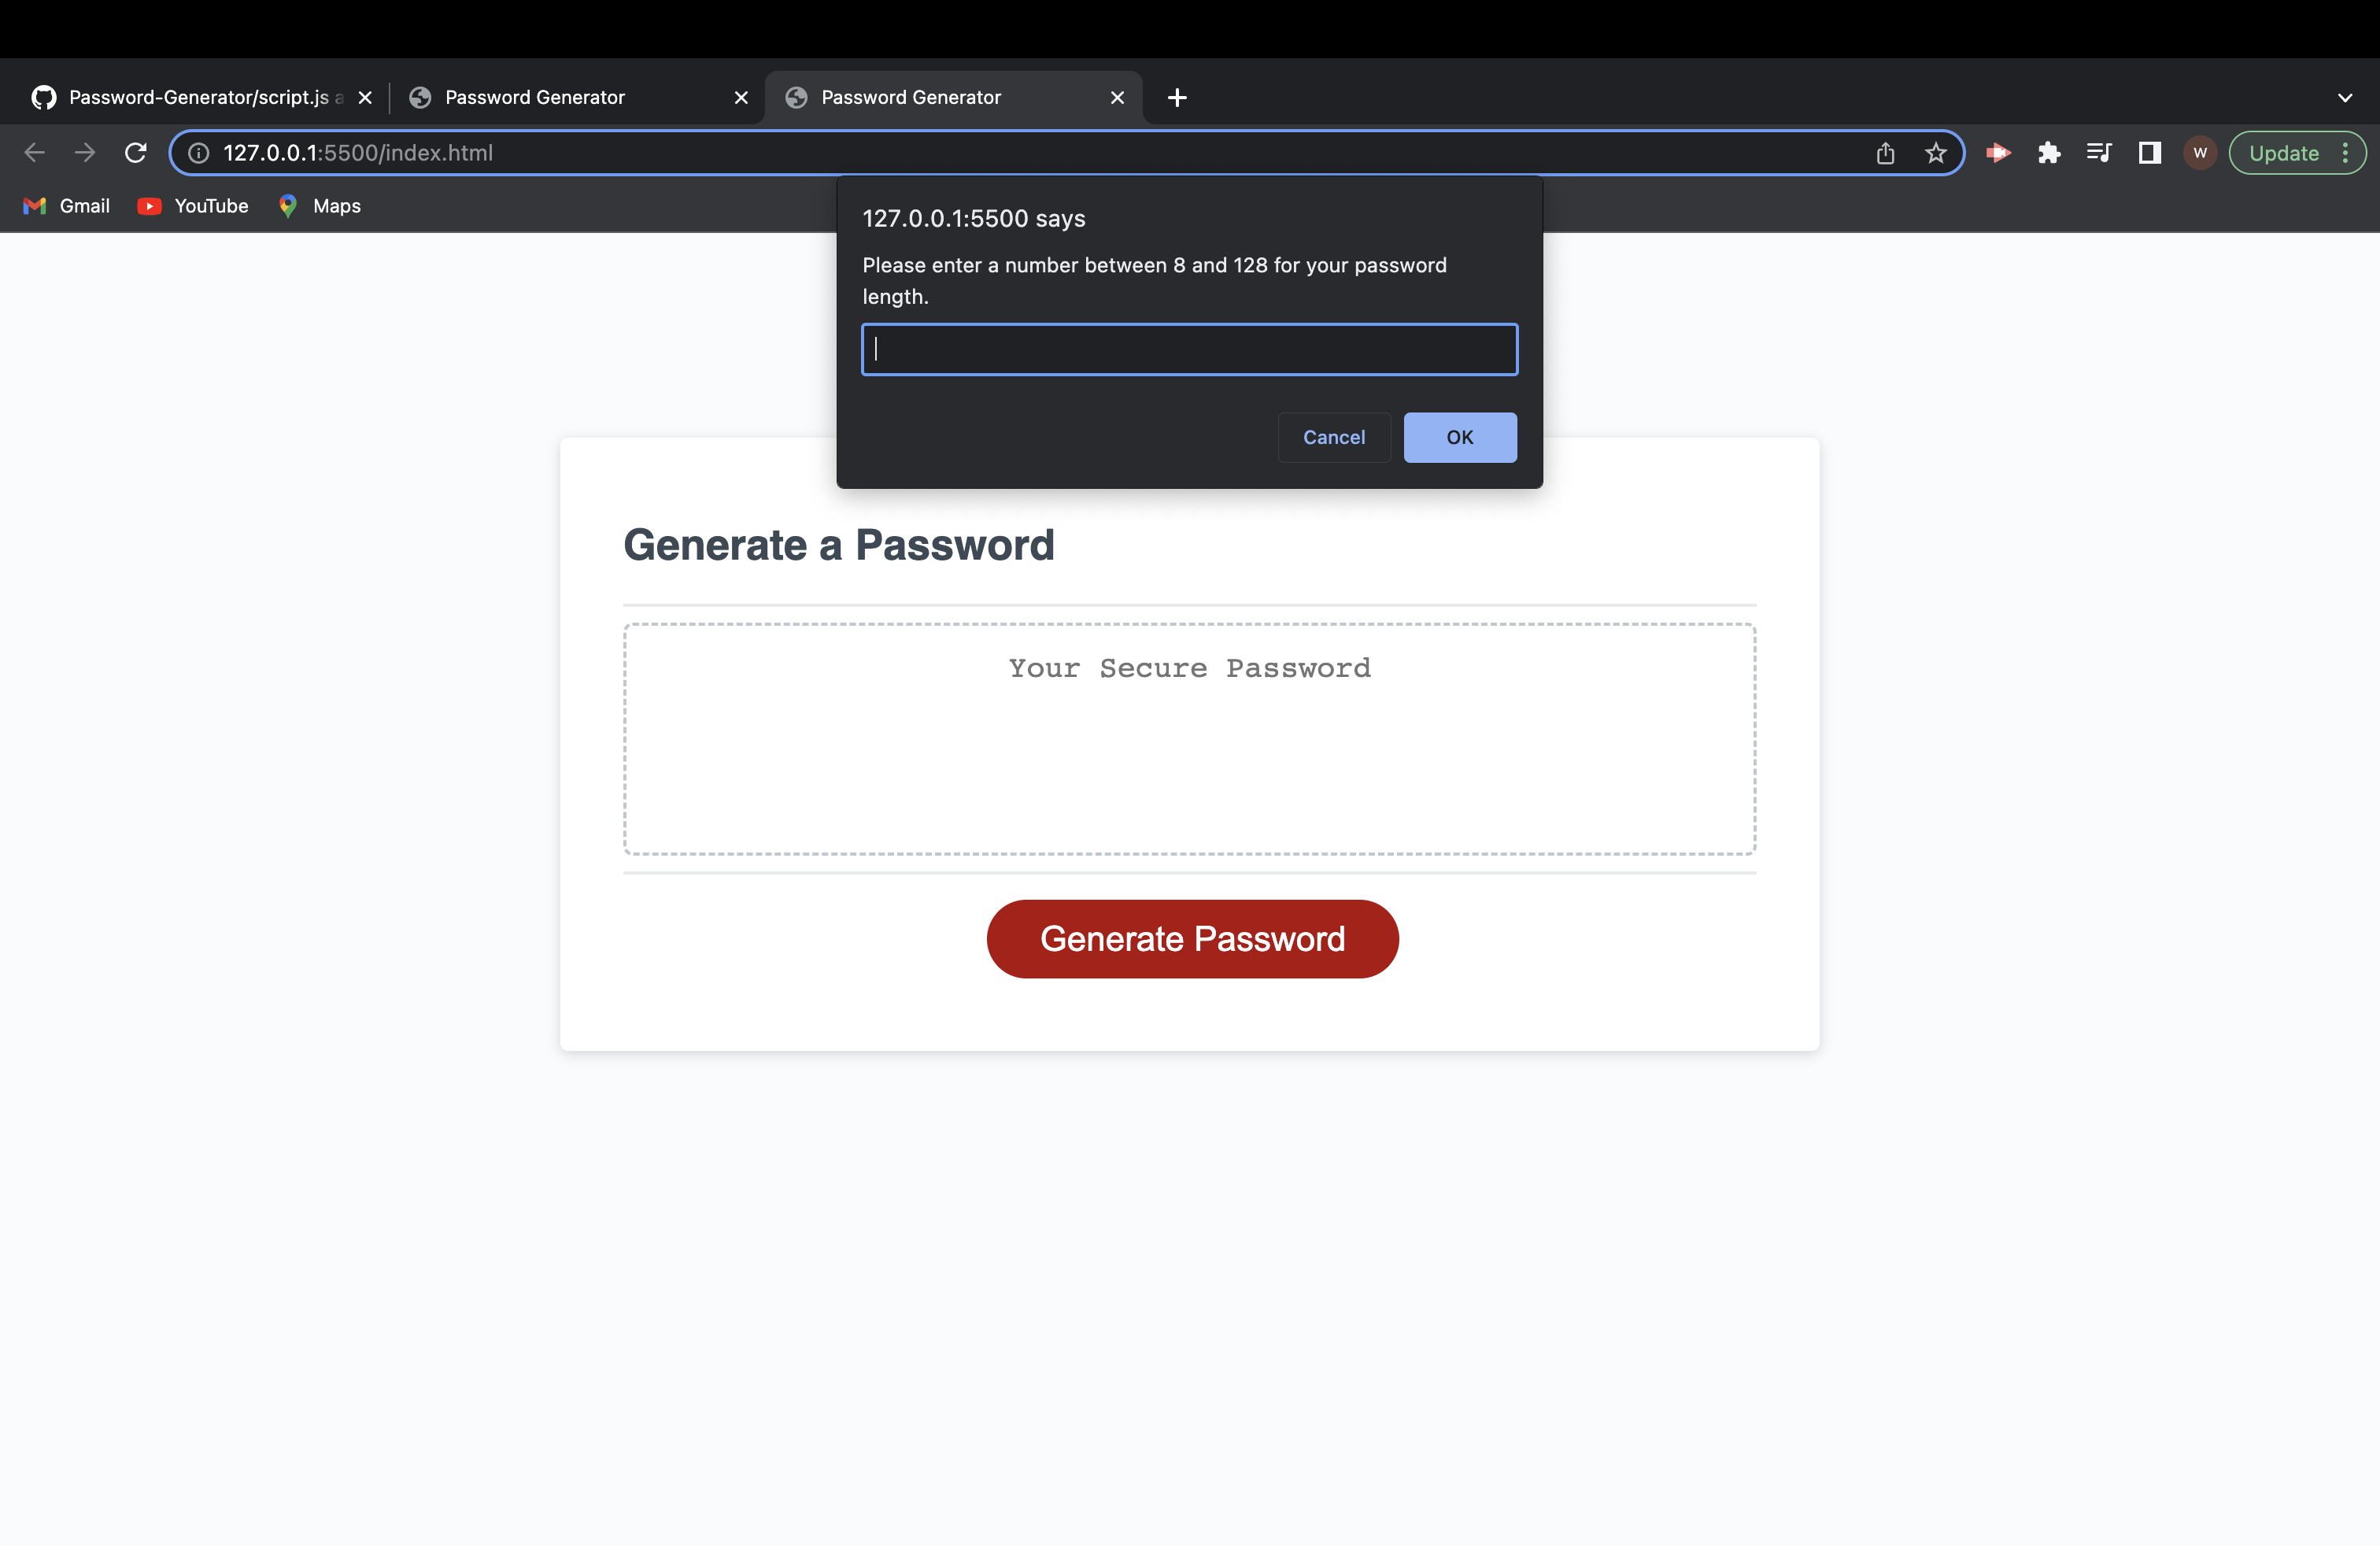 Password-Generator/script.js a
Password Generator
Password Generator
127.0.0.1:5500/index.html
W
Update
Gmail
YouTube
Maps
127.0.0.1:5500 says
Please enter a number between 8 and 128 for your password
length.
Cancel
OK
Generate a Password
Your Secure Password
Generate Password